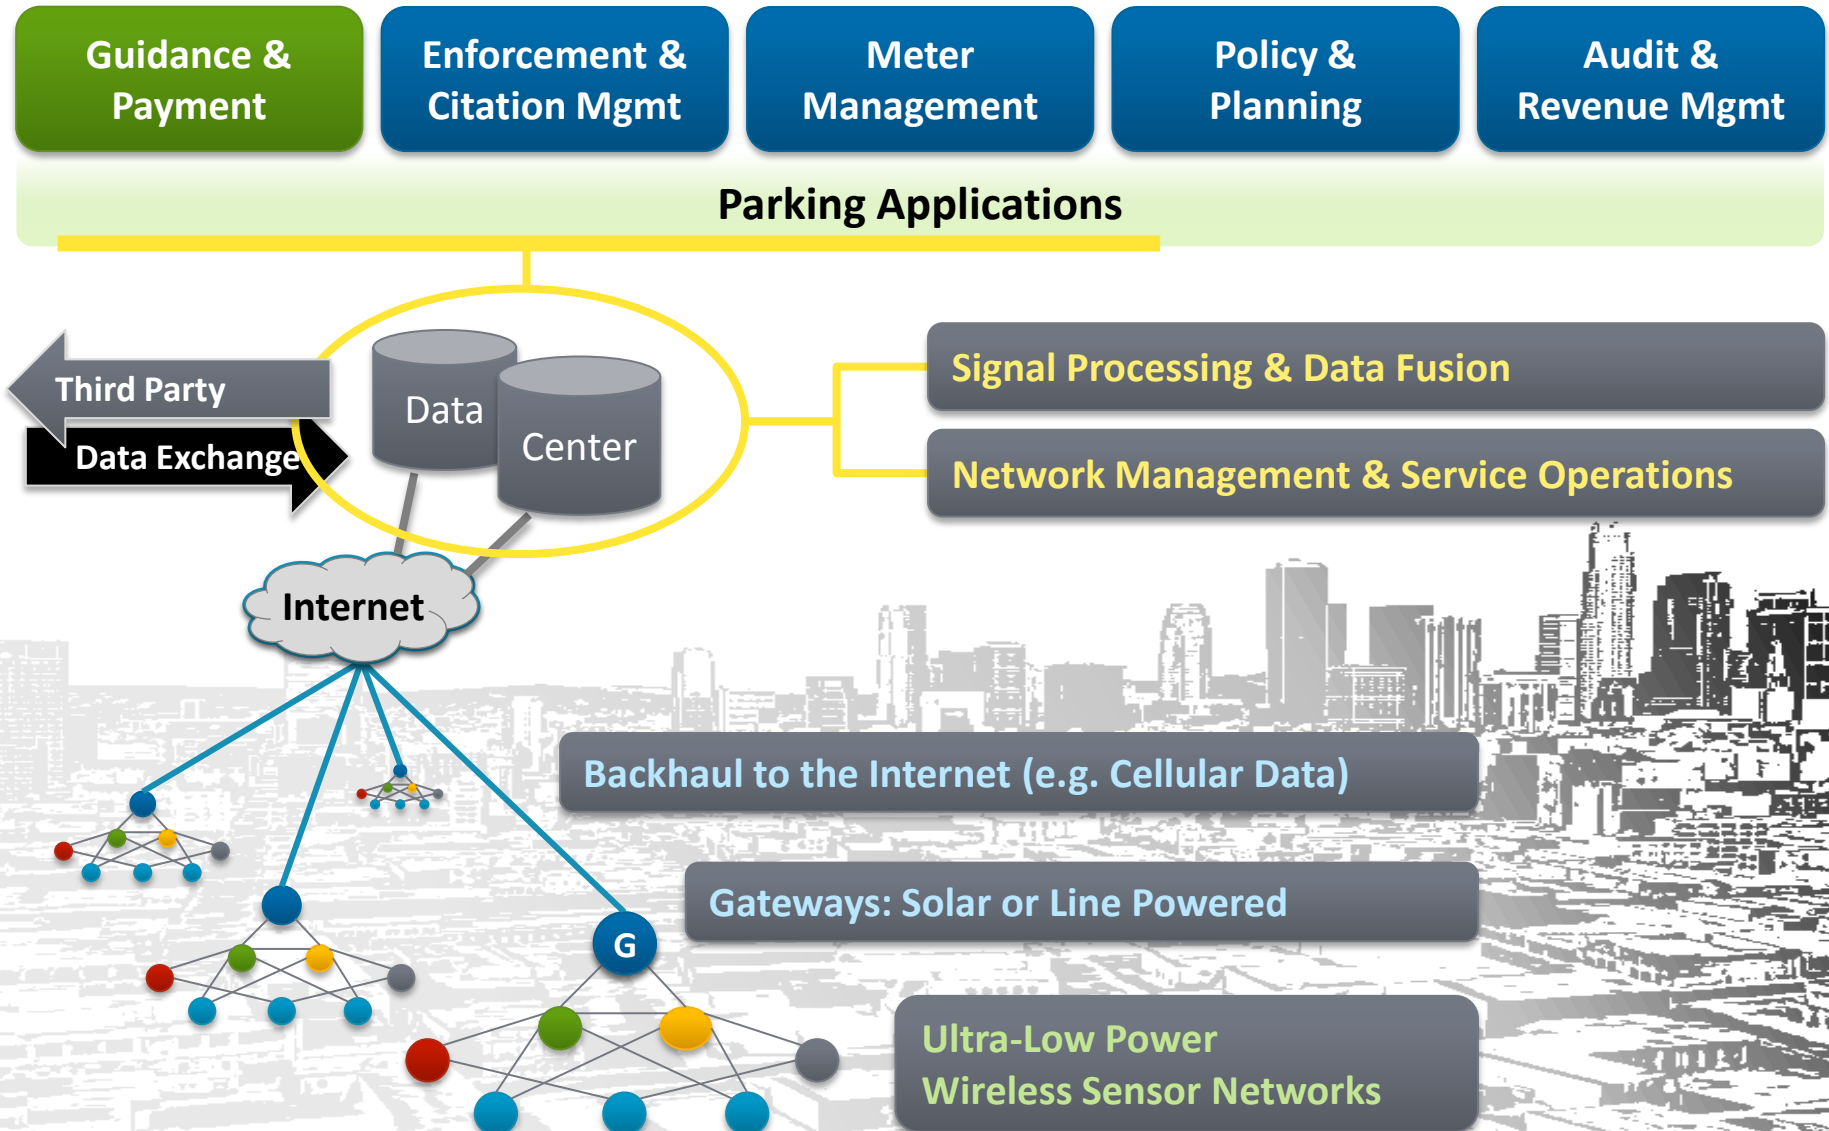 Guidance &
Payment
Enforcement &
Citation Mgmt
Meter
Management
Policy &
Planning
Audit &
Revenue Mgmt
Parking Applications
Third Party
Data Exchange
Data
Center
Signal Processing & Data Fusion
Network Management & Service Operations
Internet
Backhaul to the Internet (e.g. Cellular Data)
Gateways: Solar or Line Powered
G
Ultra-Low Power
Wireless Sensor Networks